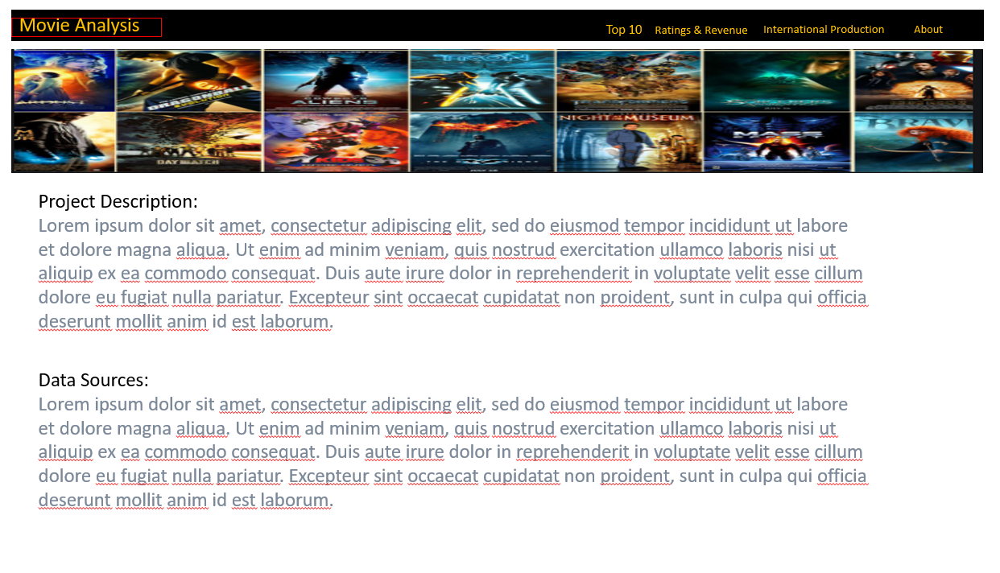 Movie Analysis
Top 10 Ratings & Revenue International Production About
DRAGONBALL
ALIENS
TRON
DAY WATCH
KIDS
NIGHT MUSEUM
MASS
BRAVE
Project Description:
Lorem ipsum dolor sit amet, consectetur adipiscing elit, sed do eiusmod tempor incididunt ut labore
et dolore magna aliqua. Ut enim ad minim veniam, quis nostrud exercitation ullamco laboris nisi ut
aliquip ex ea commodo consequat. Duis aute irure dolor in reprehenderit in voluptate velit esse cillum
dolore eu fugiat nulla pariatur. Excepteur sint occaecat cupidatat non proident, sunt in culpa qui officia
deserunt mollit anim id est laborum.
Data Sources:
Lorem ipsum dolor sit amet, consectetur adipiscing elit, sed do eiusmod tempor incididunt ut labore
et dolore magna aliqua. Ut enim ad minim veniam, quis nostrud exercitation ullamco laboris nisi ut
aliquip ex ea commodo consequat. Duis aute irure dolor in reprehenderit in voluptate velit esse cillum
dolore eu fugiat nulla pariatur. Excepteur sint occaecat cupidatat non proident, sunt in culpa qui officia
deserunt mollit anim id est laborum.